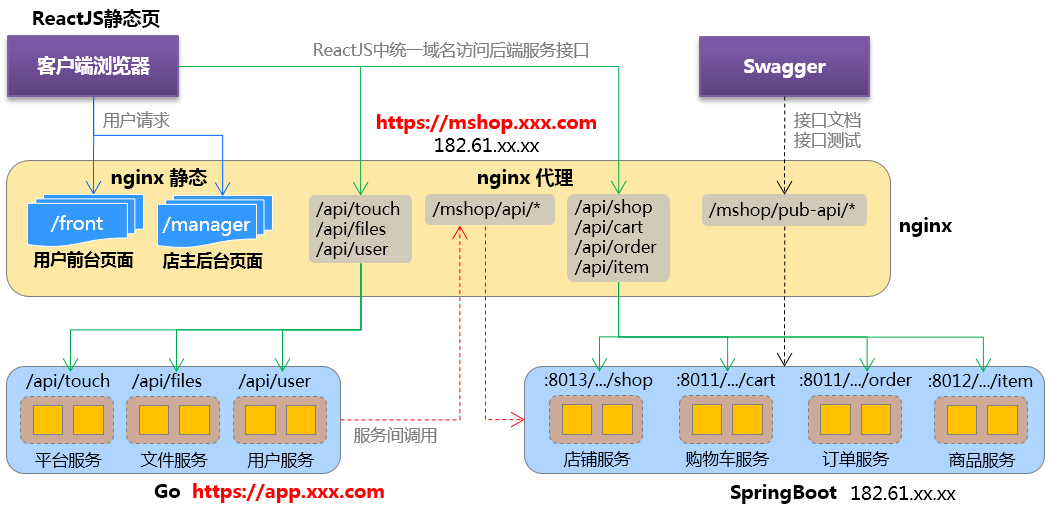 ReactJS静态页
客户端浏览器
ReactJS中统一域名访问后端服务接口
Swagger
用户请求
https://mshop.xxx.com
182.61.xx.xx
接口文档
接口测试
nginx 静态
nginx 代理
/front
/manager
用户前台页面
店主后台页面
/api/touch
/api/files
/api/user
/mshop/api/*
/api/shop
/api/cart
/api/order
/api/item
/mshop/pub-api/*
nginx
/api/touch
/api/files
/api/user
平台服务
文件服务
用户服务
服务间调用
:8013/.../shop
:8011/.../cart
:8011/.../order
:8012/.../item
店铺服务
购物车服务
订单服务
商品服务
Go https://app.xxx.com
SpringBoot 182.61.xx.xx